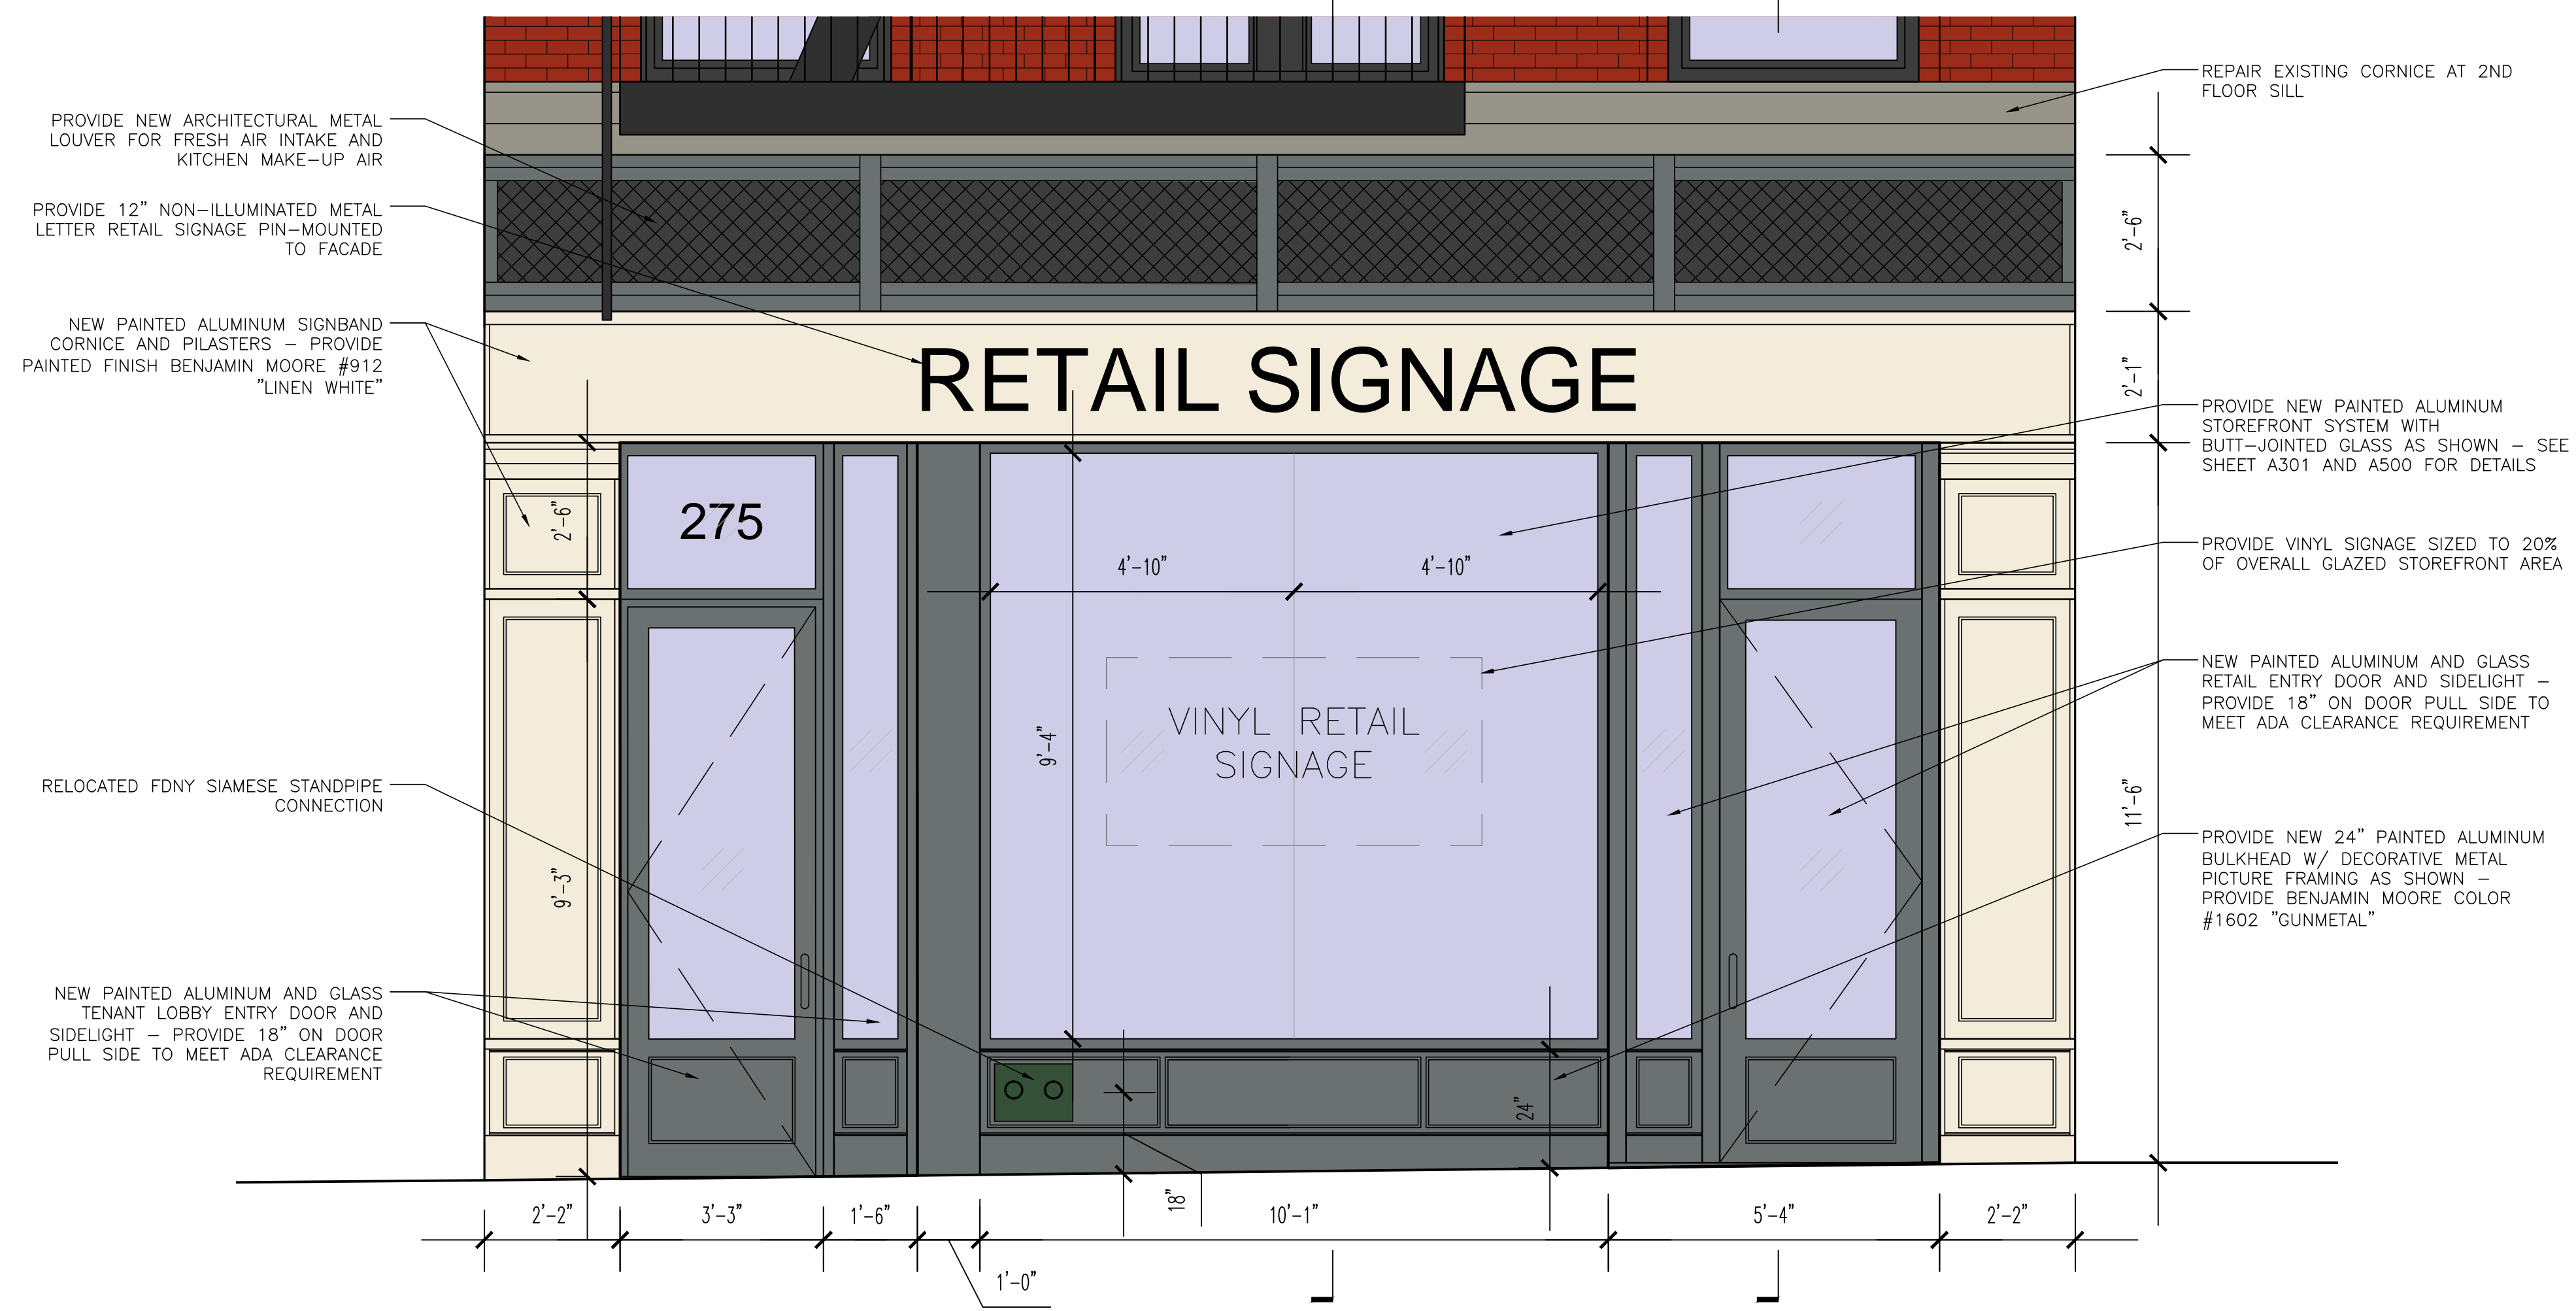 PROVIDE NEW ARCHITECTURAL METAL
LOUVER FOR FRESH AIR INTAKE AND
KITCHEN MAKE-UP AIR
PROVIDE 12" NON-ILLUMINATED METAL
LETTER RETAIL SIGNAGE PIN-MOUNTED
TO FACADE
NEW PAINTED ALUMINUM SIGNBAND
CORNICE AND PILASTERS – PROVIDE
PAINTED FINISH BENJAMIN MOORE #912
"LINEN WHITE"
RELOCATED FDNY SIAMESE STANDPIPE
CONNECTION
NEW PAINTED ALUMINUM AND GLASS
TENANT LOBBY ENTRY DOOR AND
SIDELIGHT – PROVIDE 18" ON DOOR
PULL SIDE TO MEET ADA CLEARANCE
REQUIREMENT
RETAIL SIGNAGE
275
2'-6"
9'-3"
4'-10"
4'-10"
9'-4"
VINYL RETAIL
SIGNAGE
24"
18"
2'-2"
3'-3"
1'-6"
1'-0"
10'-1"
5'-4"
2'-2"
2'-6"
2'-1"
11'-6"
REPAIR EXISTING CORNICE AT 2ND
FLOOR SILL
PROVIDE NEW PAINTED ALUMINUM
STOREFRONT SYSTEM WITH
BUTT-JOINTED GLASS AS SHOWN – SEE
SHEET A301 AND A500 FOR DETAILS
PROVIDE VINYL SIGNAGE SIZED TO 20%
OF OVERALL GLAZED STOREFRONT AREA
NEW PAINTED ALUMINUM AND GLASS
RETAIL ENTRY DOOR AND SIDELIGHT –
PROVIDE 18" ON DOOR PULL SIDE TO
MEET ADA CLEARANCE REQUIREMENT
PROVIDE NEW 24" PAINTED ALUMINUM
BULKHEAD W/ DECORATIVE METAL
PICTURE FRAMING AS SHOWN –
PROVIDE BENJAMIN MOORE COLOR
#1602 "GUNMETAL"